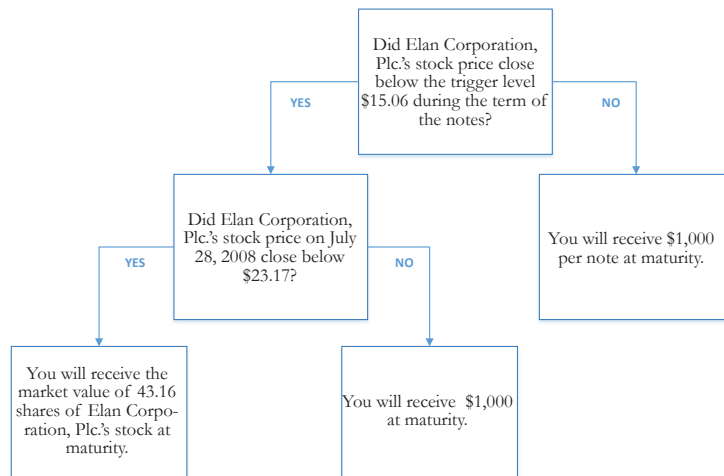 Did Elan Corporation,
Plc.'s stock price close
below the trigger level
$15.06 during the term of
the notes?
YES
NO
Did Elan Corporation,
Plc.'s stock price on July
28, 2008 close below
$23.17?
You will receive $1,000
per note at maturity.
YES
NO
You will receive the
market value of 43.16
shares of Elan Corpo-
ration, Plc.'s stock at
maturity.
You will receive  $1,000
at maturity.